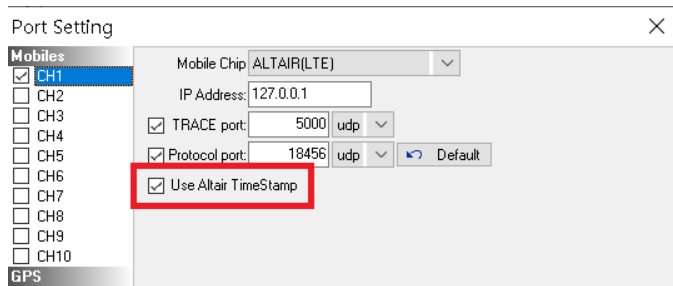 Port Setting
Mobiles
CH1
CH2
CH3
CH4
CH5
CH6
CH7
CH8
CH9
CH10
GPS
Mobile Chip ALTAIR(LTE)
IP Address: 127.0.0.1
TRACE port: 5000 udp
Protocol port: 18456 udp Default
Use Altair TimeStamp